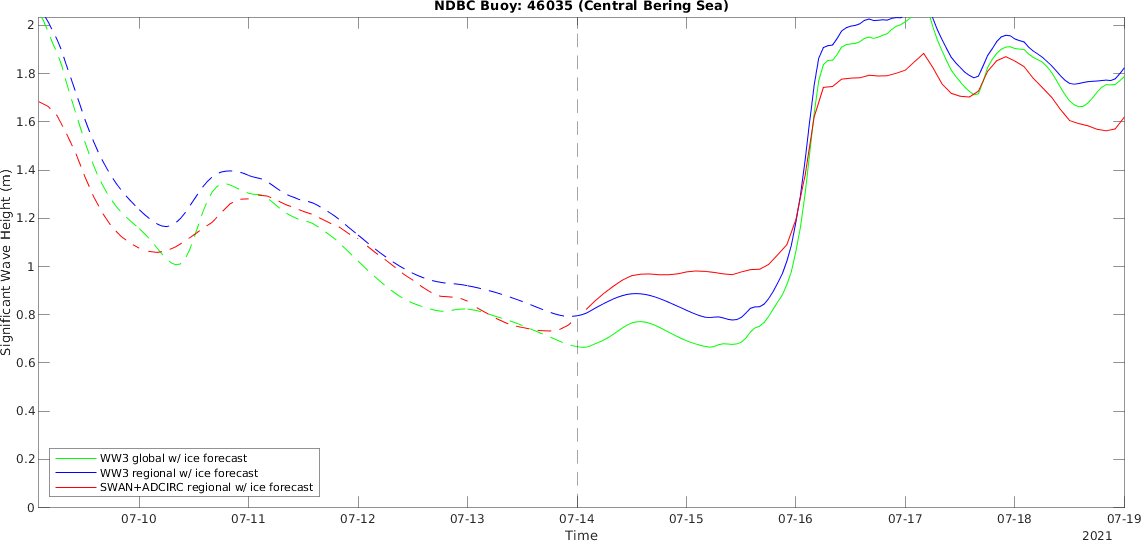 NDBC Buoy: 46035 (Central Bering Sea)
2
1.8
1.6
1.4
1.2
1
0.8
0.6
0.4
0.2
0
Significant Wave Height (m)
WW3 global w/ ice forecast
WW3 regional w/ ice forecast
SWAN+ADCIRC regional w/ ice forecast
07-10 07-11 07-12 07-13 07-14 07-15 07-16 07-17 07-18 07-19
Time
2021